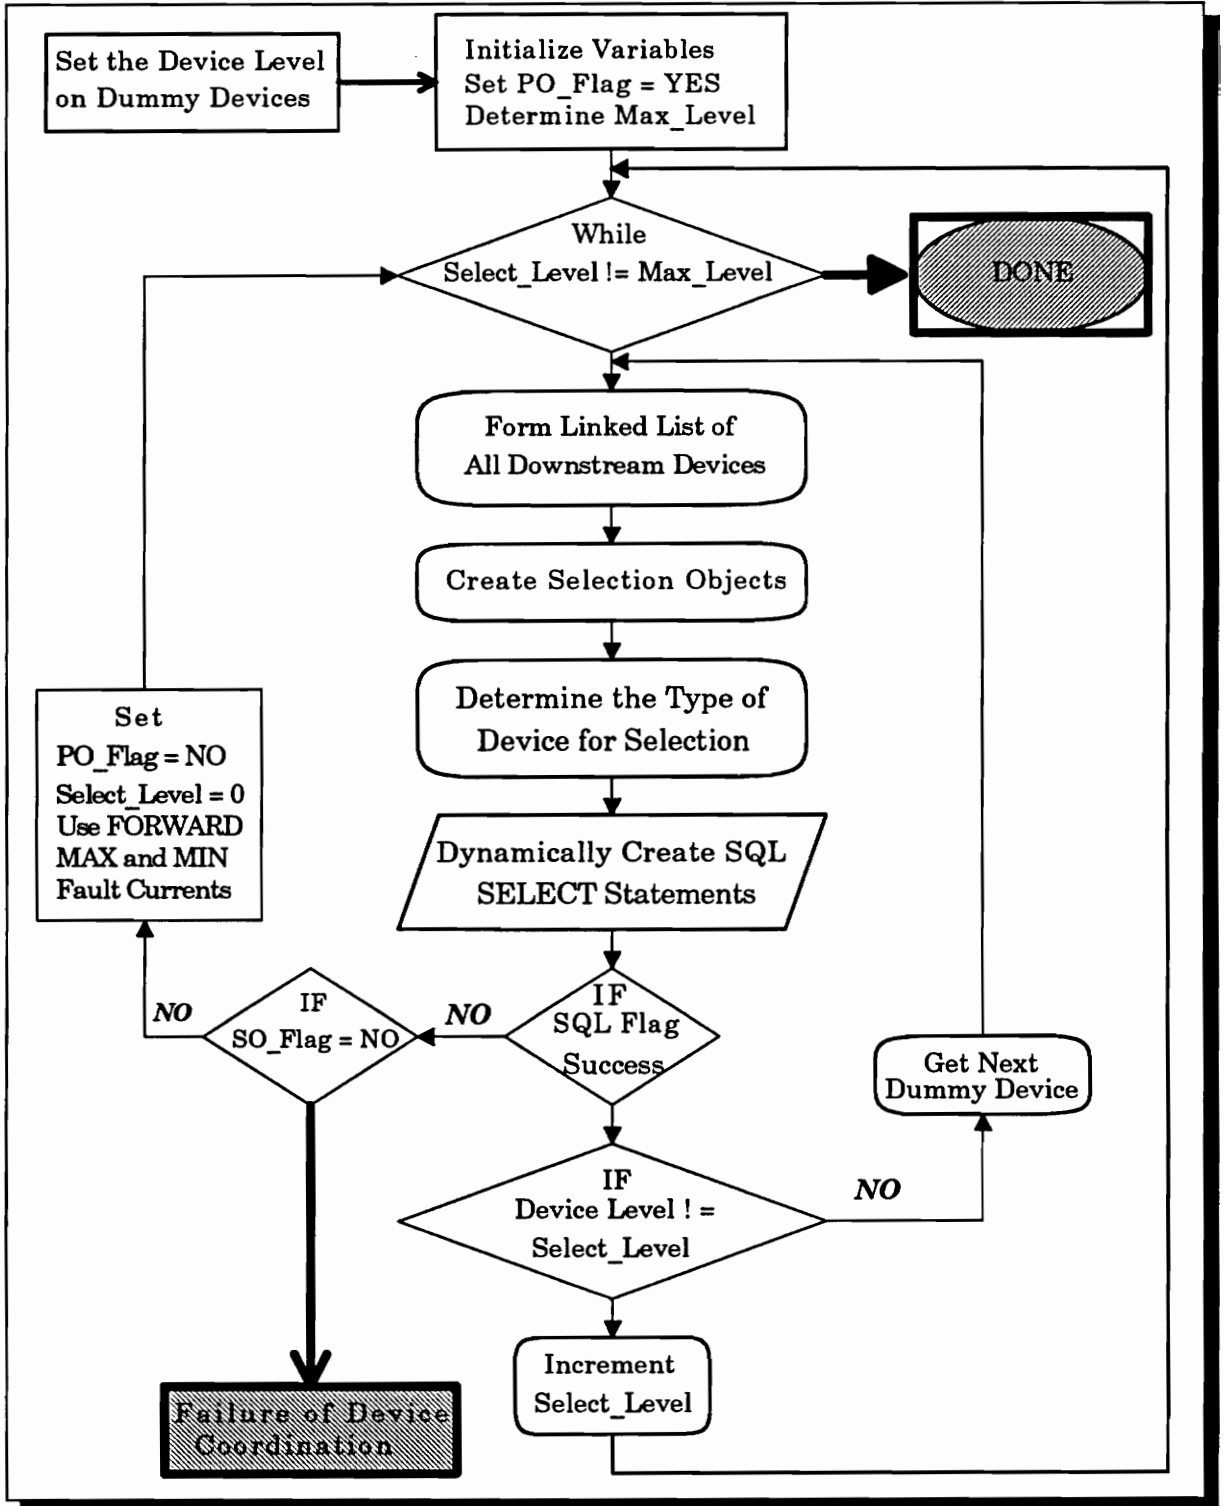 Set the Device Level
on Dummy Devices
Initialize Variables
Set PO_Flag = YES
Determine Max_Level
While
Select_Level != Max_Level
DONE
Form Linked List of
All Downstream Devices
Create Selection Objects
Determine the Type of
Device for Selection
Set
PO_Flag = NO
Select_Level = 0
Use FORWARD
MAX and MIN
Fault Currents
Dynamically Create SQL
SELECT Statements
IF
SQL Flag
Success
NO
IF
SO_Flag = NO
NO
Get Next
Dummy Device
IF
Device Level ! =
Select_Level
NO
Increment
Select_Level
Failure of Device
Coordination